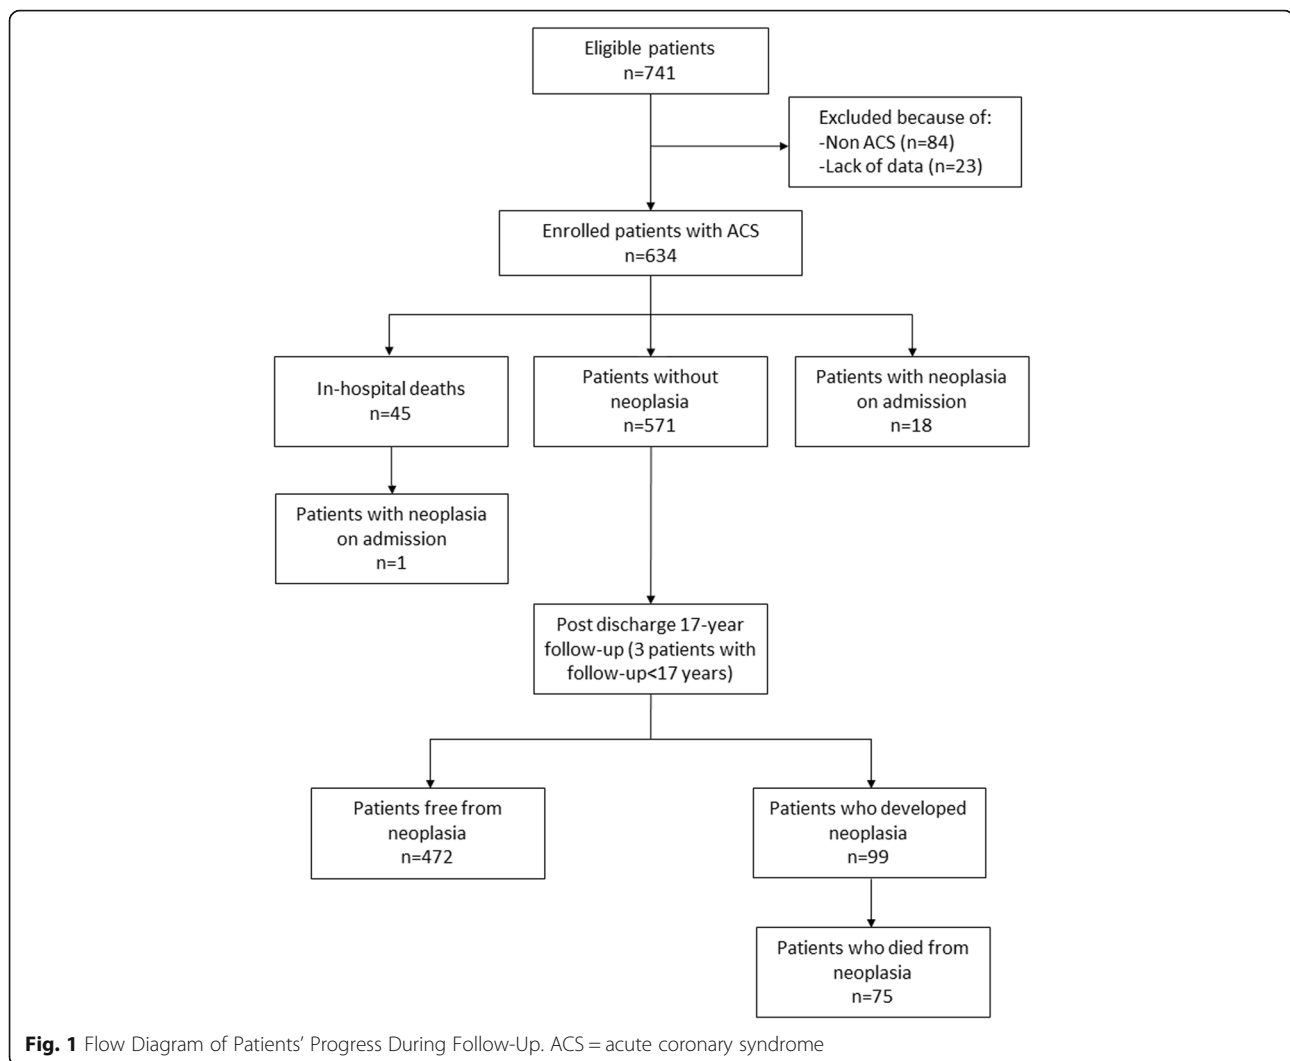 Eligible patients
n=741
Excluded because of:
-Non ACS (n=84)
-Lack of data (n=23)
Enrolled patients with ACS
n=634
In-hospital deaths
n=45
Patients without
neoplasia
n=571
Patients with neoplasia
on admission
n=18
Patients with neoplasia
on admission
n=1
Post discharge 17-year
follow-up (3 patients with
follow-up<17 years)
Patients free from
neoplasia
n=472
Patients who developed
neoplasia
n=99
Patients who died from
neoplasia
n=75
Fig. 1 Flow Diagram of Patients’ Progress During Follow-Up. ACS = acute coronary syndrome